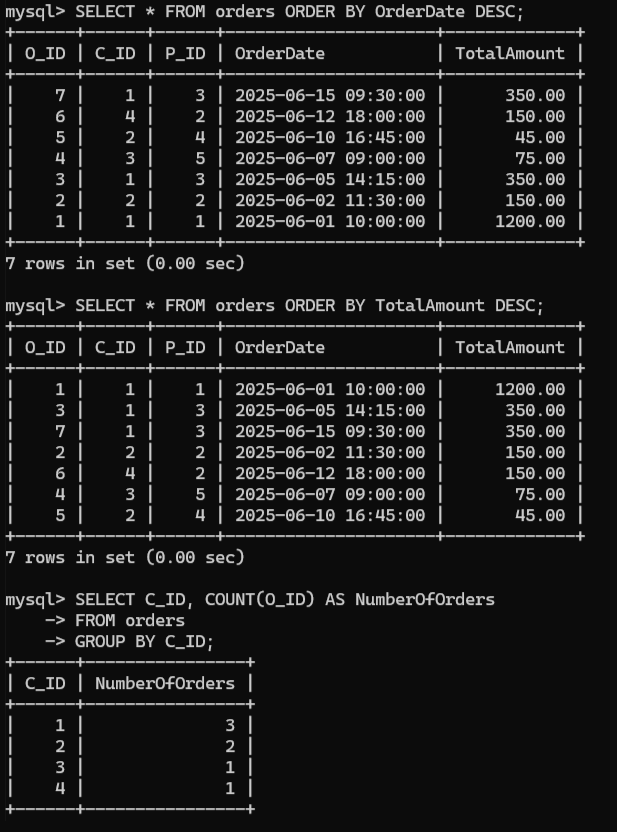 mysql> SELECT * FROM orders ORDER BY OrderDate DESC;
+------+------+------+---------------------+-------------+
| O_ID | C_ID | P_ID | OrderDate           | TotalAmount |
+------+------+------+---------------------+-------------+
|    7 |    1 |    3 | 2025-06-15 09:30:00 |      350.00 |
|    6 |    4 |    2 | 2025-06-12 18:00:00 |      150.00 |
|    5 |    2 |    4 | 2025-06-10 16:45:00 |       45.00 |
|    4 |    3 |    5 | 2025-06-07 09:00:00 |       75.00 |
|    3 |    1 |    3 | 2025-06-05 14:15:00 |      350.00 |
|    2 |    2 |    2 | 2025-06-02 11:30:00 |      150.00 |
|    1 |    1 |    1 | 2025-06-01 10:00:00 |     1200.00 |
+------+------+------+---------------------+-------------+
7 rows in set (0.00 sec)

mysql> SELECT * FROM orders ORDER BY TotalAmount DESC;
+------+------+------+---------------------+-------------+
| O_ID | C_ID | P_ID | OrderDate           | TotalAmount |
+------+------+------+---------------------+-------------+
|    1 |    1 |    1 | 2025-06-01 10:00:00 |     1200.00 |
|    3 |    1 |    3 | 2025-06-05 14:15:00 |      350.00 |
|    7 |    1 |    3 | 2025-06-15 09:30:00 |      350.00 |
|    2 |    2 |    2 | 2025-06-02 11:30:00 |      150.00 |
|    6 |    4 |    2 | 2025-06-12 18:00:00 |      150.00 |
|    4 |    3 |    5 | 2025-06-07 09:00:00 |       75.00 |
|    5 |    2 |    4 | 2025-06-10 16:45:00 |       45.00 |
+------+------+------+---------------------+-------------+
7 rows in set (0.00 sec)

mysql> SELECT C_ID, COUNT(O_ID) AS NumberOfOrders
    -> FROM orders
    -> GROUP BY C_ID;
+------+----------------+
| C_ID | NumberOfOrders |
+------+----------------+
|    1 |              3 |
|    2 |              2 |
|    3 |              1 |
|    4 |              1 |
+------+----------------+